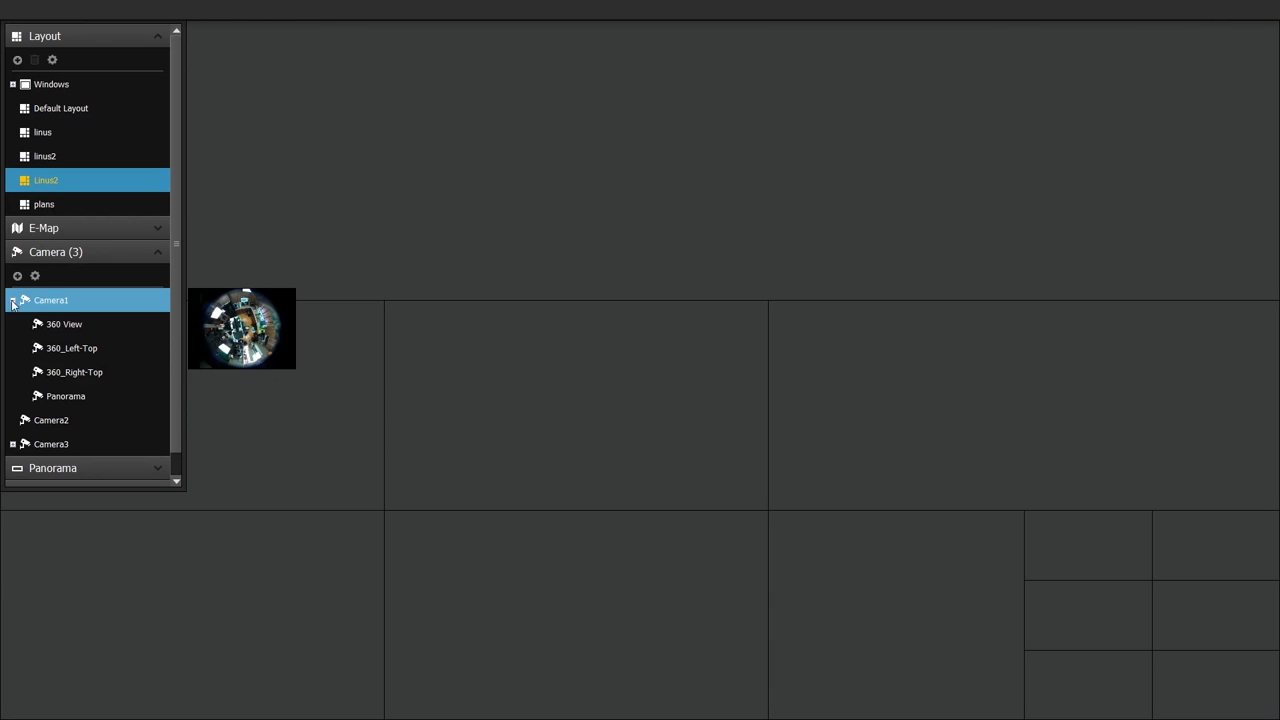 Layout
Windows
Default Layout
linus
linus2
Linus2
plans
E-Map
Camera (3)
Camera1
360 View
360_Left-Top
360_Right-Top
Panorama
Camera2
Camera3
Panorama